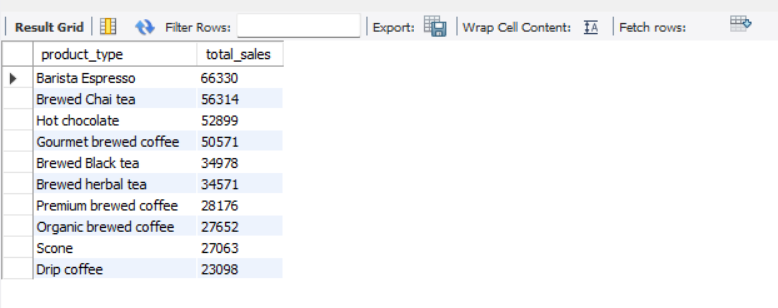 Result Grid Filter Rows: Export: Wrap Cell Content: Fetch rows:
product_type total_sales
Barista Espresso 66330
Brewed Chai tea 56314
Hot chocolate 52899
Gourmet brewed coffee 50571
Brewed Black tea 34978
Brewed herbal tea 34571
Premium brewed coffee 28176
Organic brewed coffee 27652
Scone 27063
Drip coffee 23098